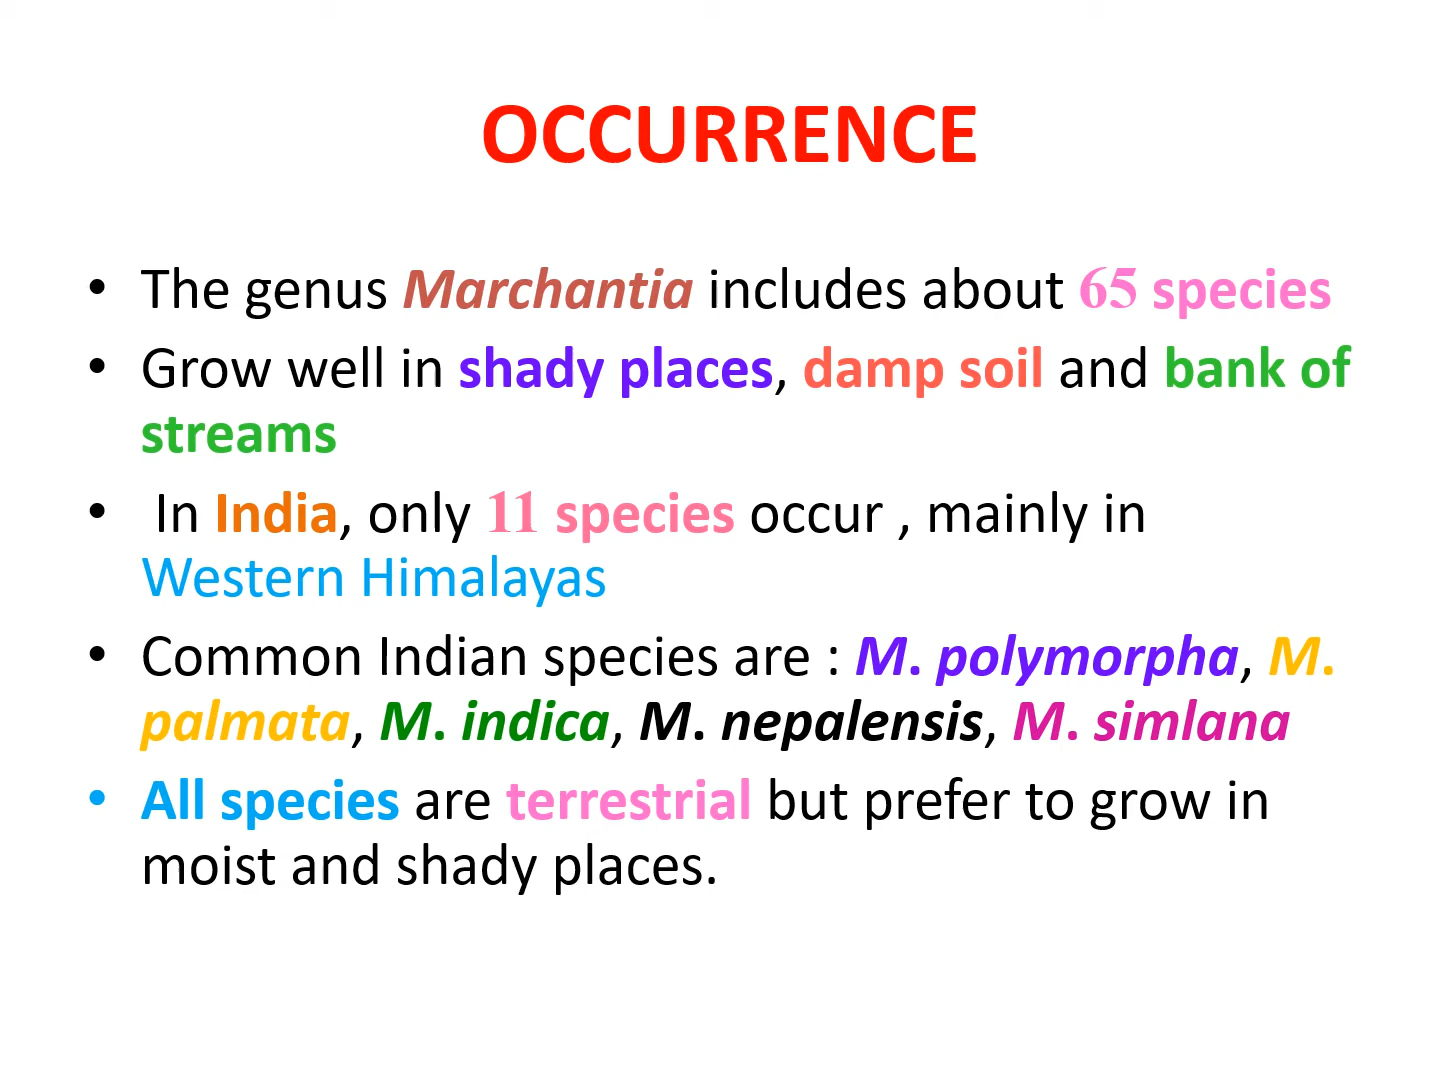 OCCURRENCE
• The genus Marchantia includes about 65 species
• Grow well in shady places, damp soil and bank of
streams
• In India, only 11 species occur , mainly in
Western Himalayas
• Common Indian species are : M. polymorpha, M.
palmata, M. indica, M. nepalensis, M. simlana
• All species are terrestrial but prefer to grow in
moist and shady places.